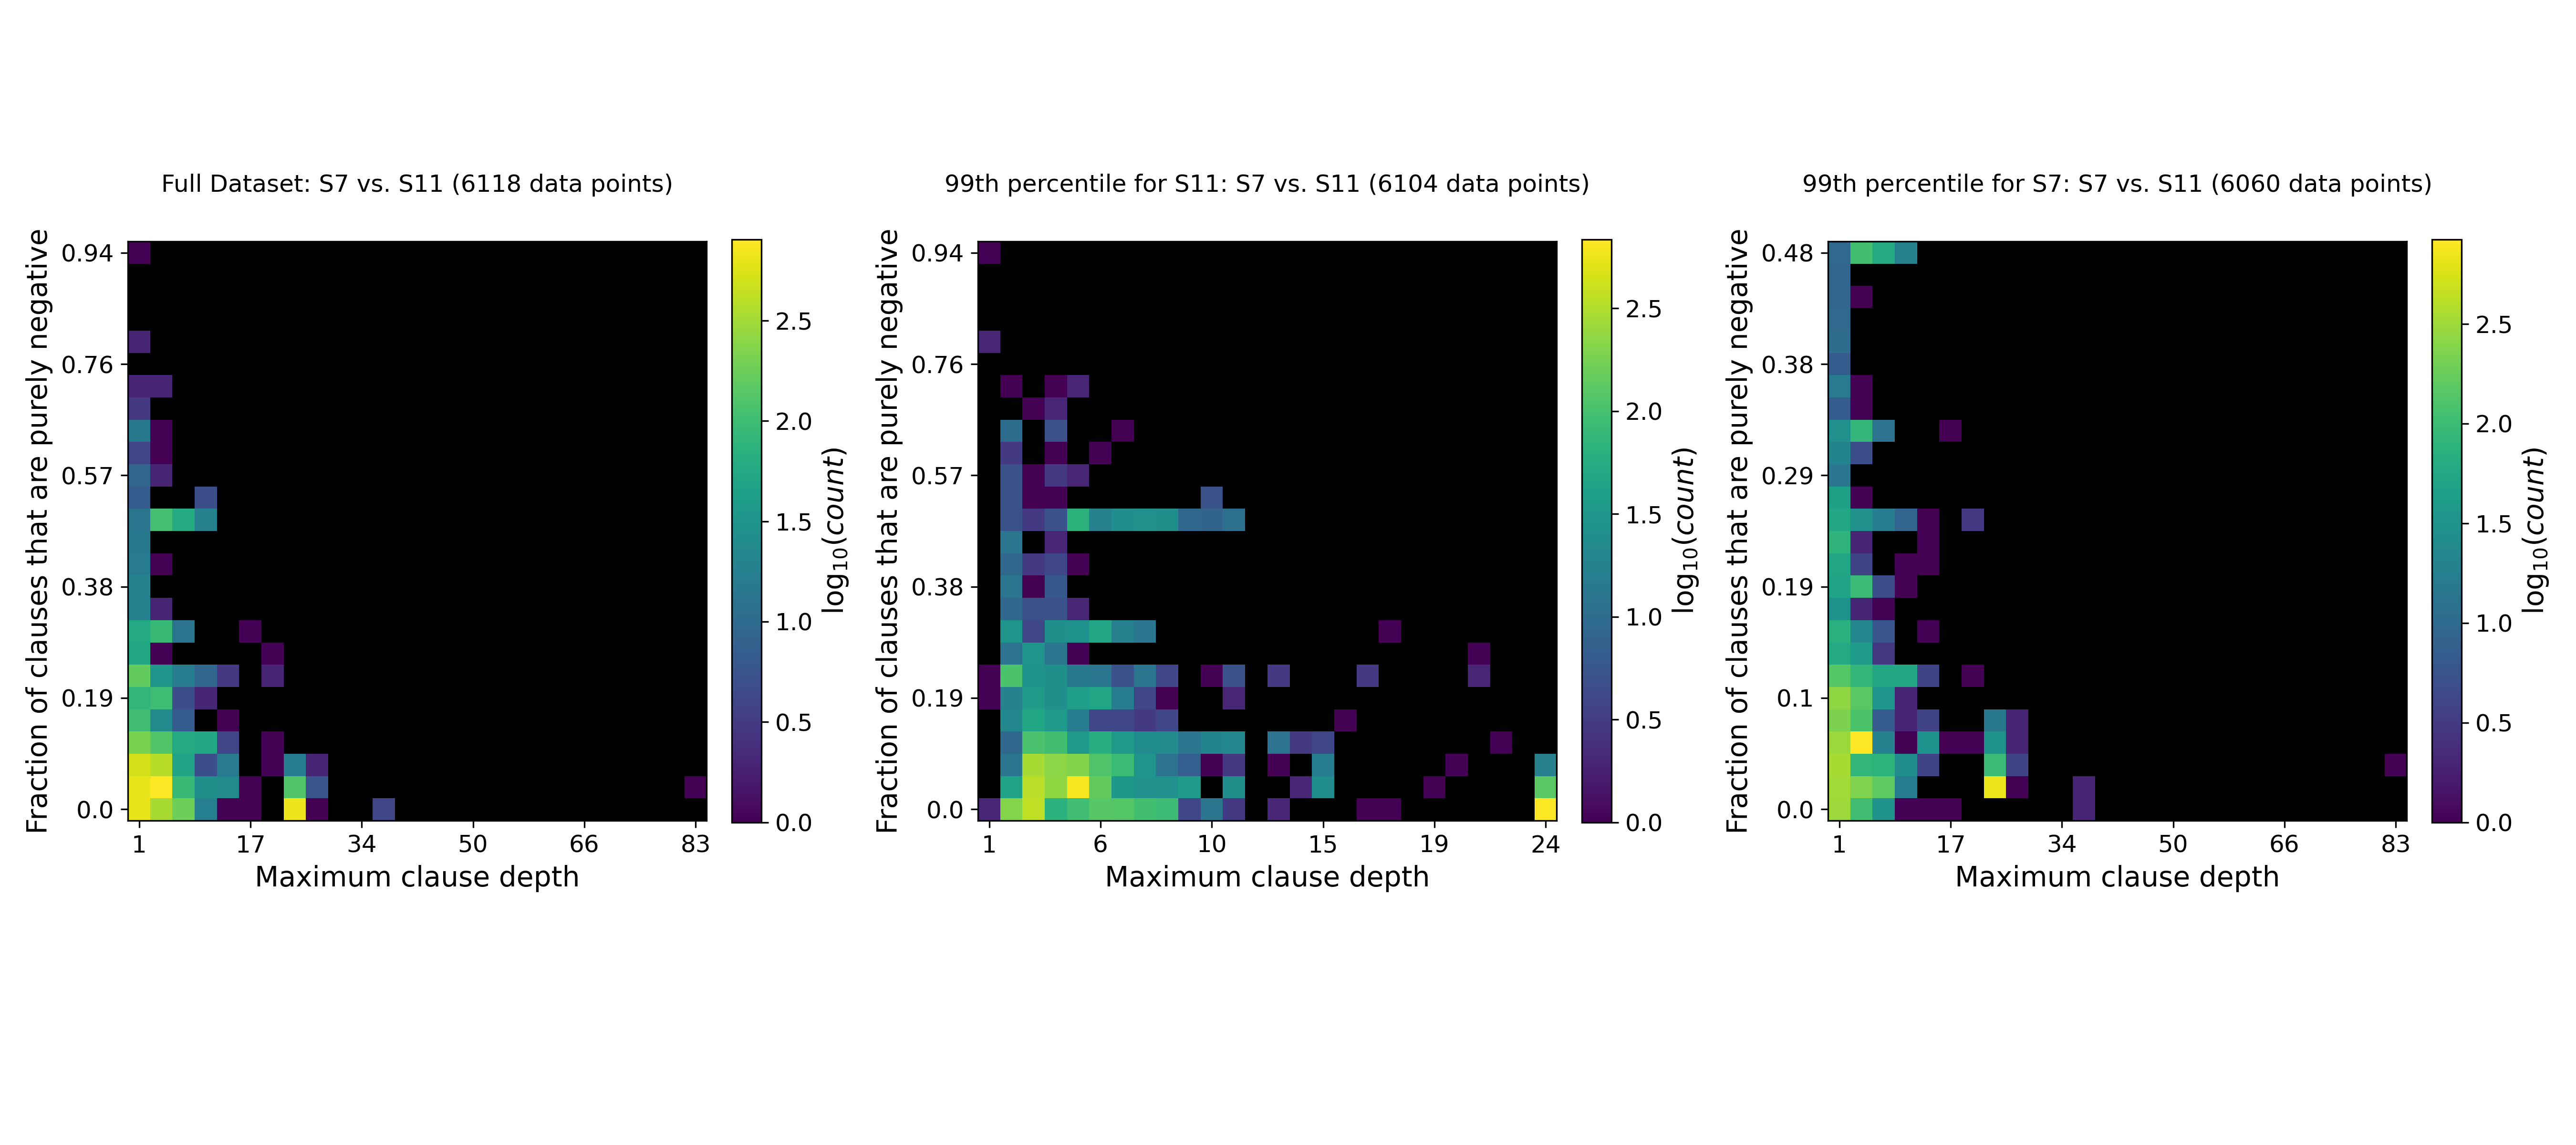 Full Dataset: S7 vs. S11 (6118 data points)
Fraction of clauses that are purely negative
0.94
0.76
0.57
0.38
0.19
0.0
1 17 34 50 66 83
Maximum clause depth
2.5
2.0
1.5
1.0
0.5
0.0
log10(count)
99th percentile for S11: S7 vs. S11 (6104 data points)
Fraction of clauses that are purely negative
0.94
0.76
0.57
0.38
0.19
0.0
1 6 10 15 19 24
Maximum clause depth
2.5
2.0
1.5
1.0
0.5
0.0
log10(count)
99th percentile for S7: S7 vs. S11 (6060 data points)
Fraction of clauses that are purely negative
0.48
0.38
0.29
0.19
0.1
0.0
1 17 34 50 66 83
Maximum clause depth
2.5
2.0
1.5
1.0
0.5
0.0
log10(count)